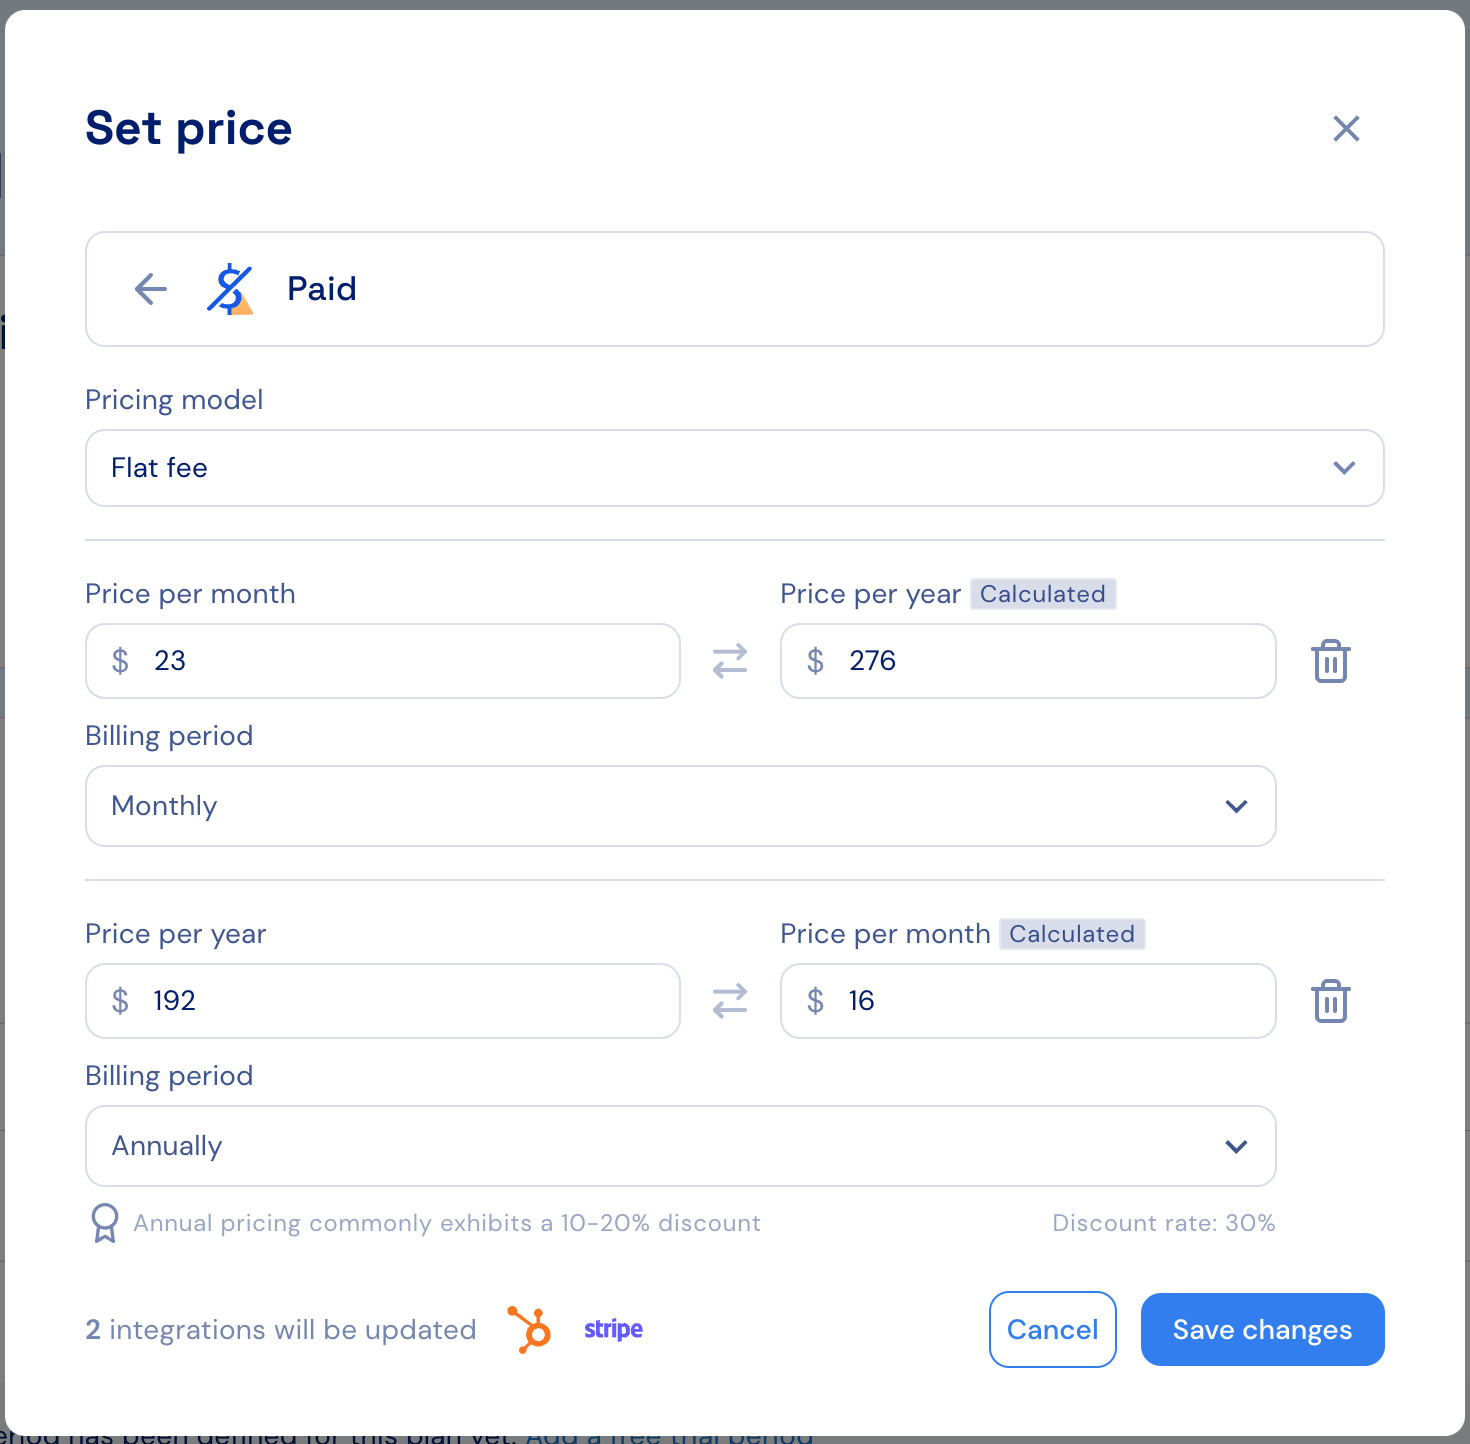 Set price
Paid
Pricing model
Flat fee
Price per month
Price per year Calculated
$ 23
$ 276
Billing period
Monthly
Price per year
Price per month Calculated
$ 192
$ 16
Billing period
Annually
Annual pricing commonly exhibits a 10-20% discount
Discount rate: 30%
2 integrations will be updated
stripe
Cancel
Save changes
period has been defined for this plan yet. Add a free trial period